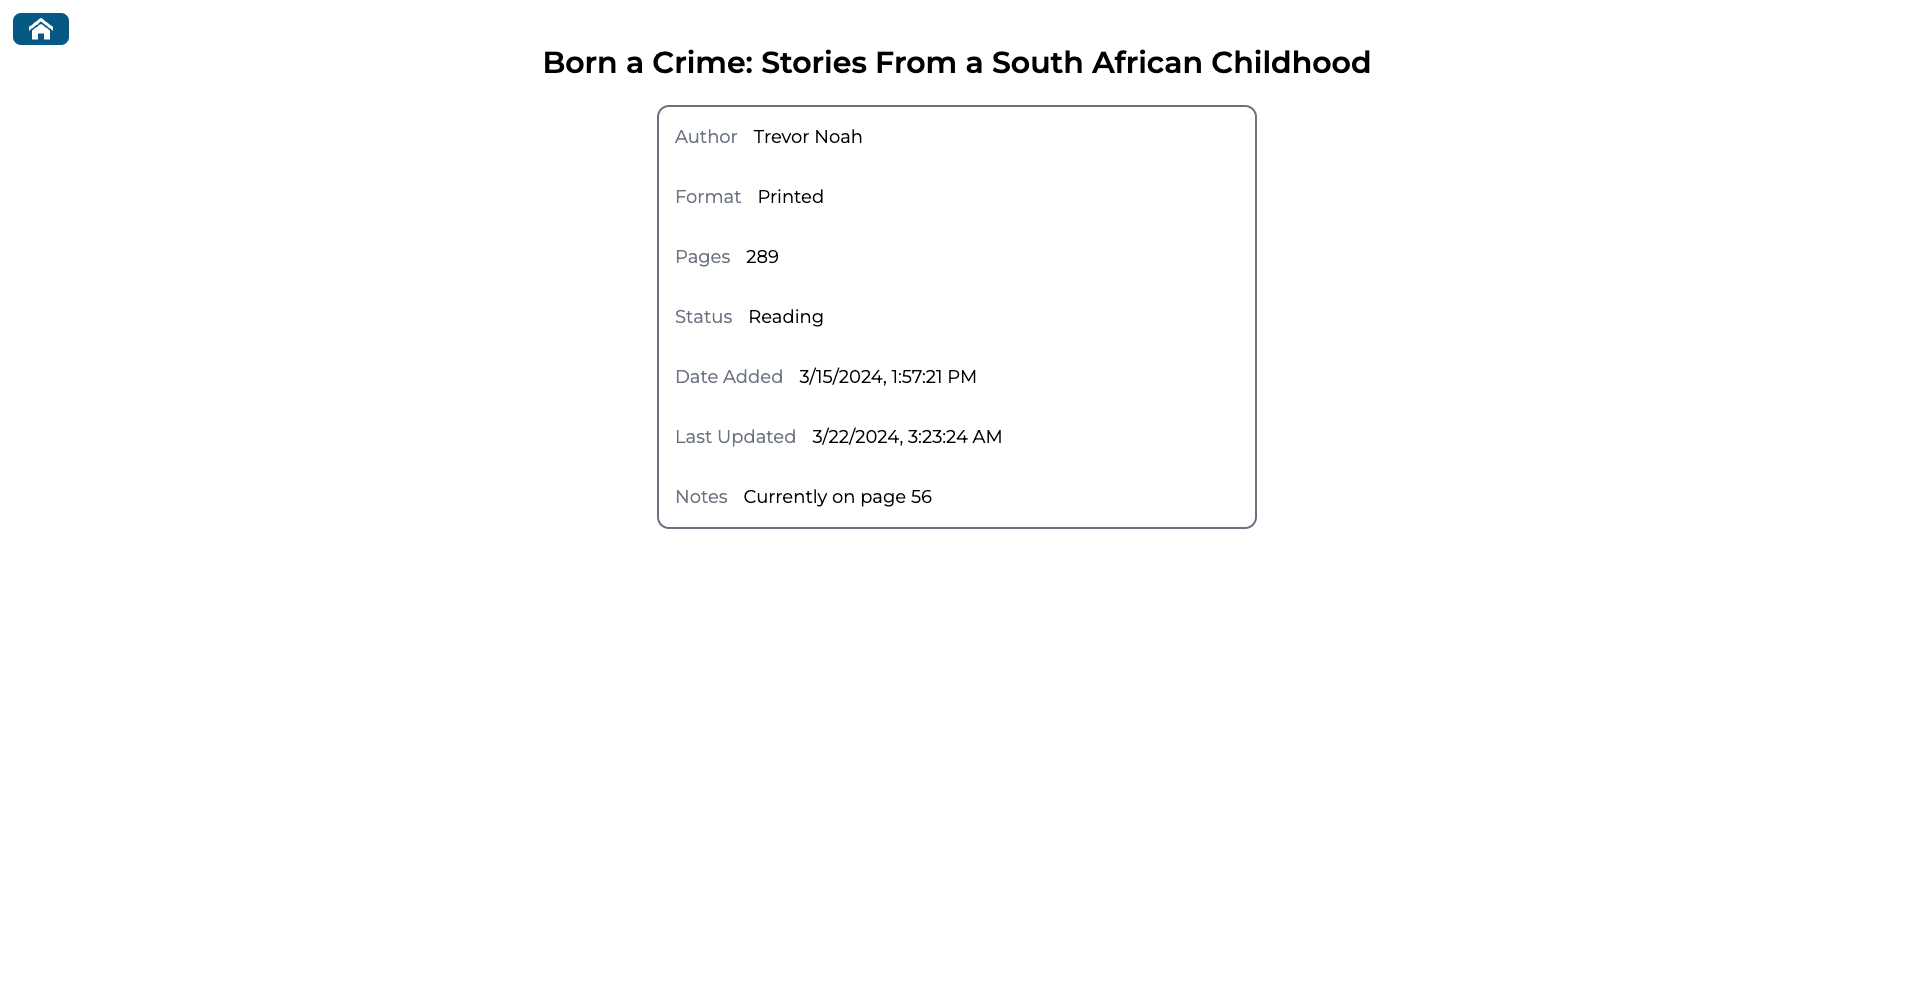 Born a Crime: Stories From a South African Childhood
Author Trevor Noah
Format Printed
Pages 289
Status Reading
Date Added 3/15/2024, 1:57:21 PM
Last Updated 3/22/2024, 3:23:24 AM
Notes Currently on page 56